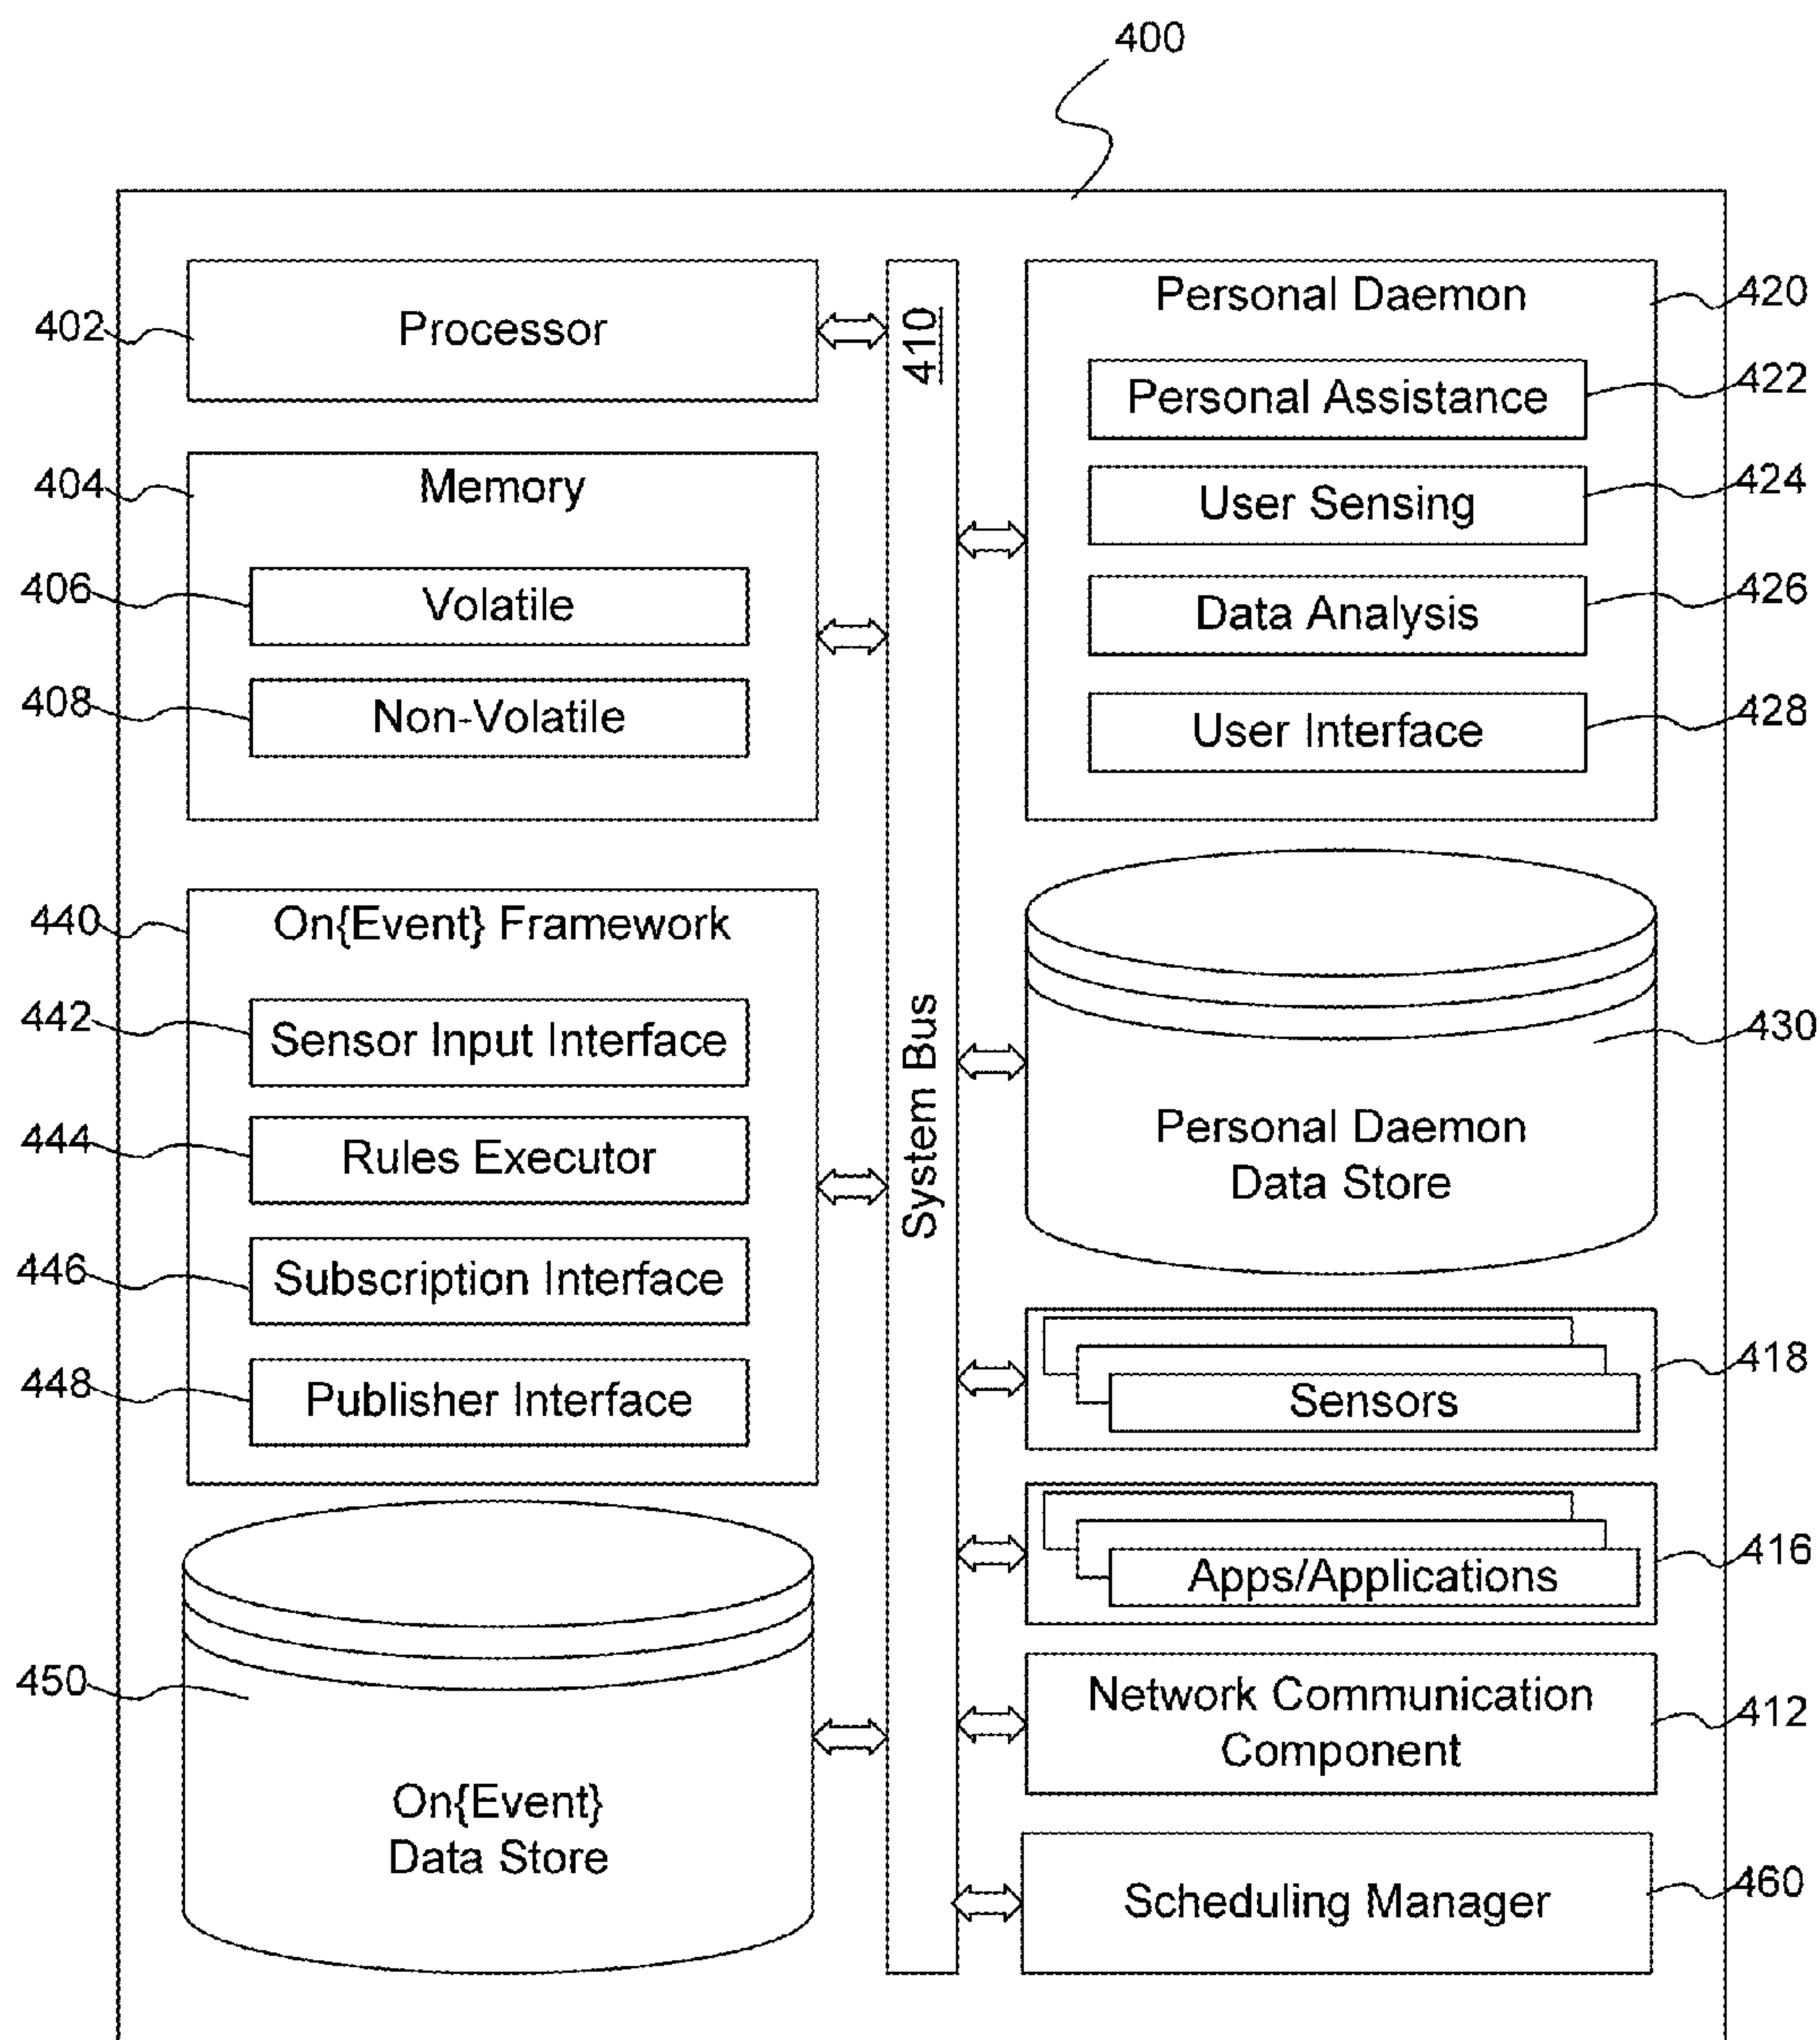 400
402
Processor
404
Memory
406
Volatile
408
Non-Volatile
440
On{Event} Framework
442
Sensor Input Interface
444
Rules Executor
446
Subscription Interface
448
Publisher Interface
450
On{Event}
Data Store
410
System Bus
Personal Daemon
420
Personal Assistance
422
User Sensing
424
Data Analysis
426
User Interface
428
430
Personal Daemon
Data Store
418
Sensors
416
Apps/Applications
Network Communication
Component
412
Scheduling Manager
460